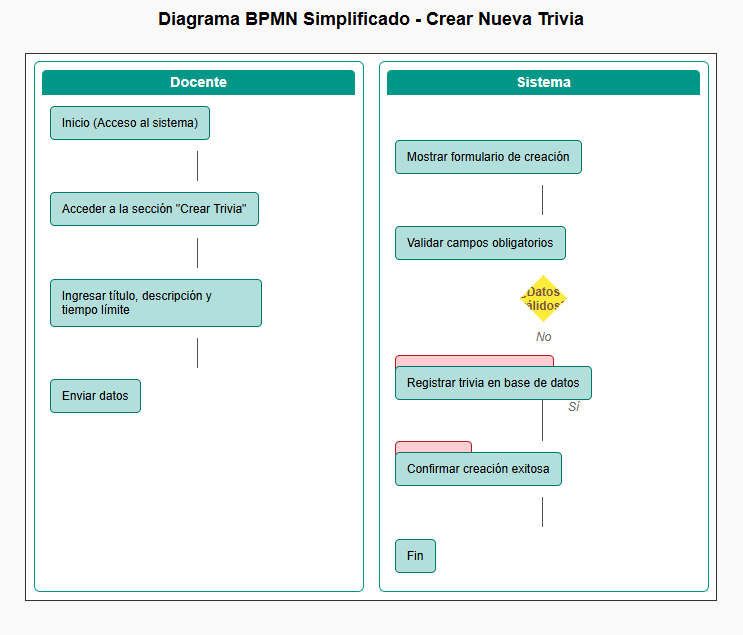 Diagrama BPMN Simplificado - Crear Nueva Trivia
Docente
Inicio (Acceso al sistema)
Acceder a la sección "Crear Trivia"
Ingresar título, descripción y
tiempo límite
Enviar datos
Sistema
Mostrar formulario de creación
Validar campos obligatorios
¿Datos
No
Registrar trivia en base de datos
Sí
Confirmar creación exitosa
Fin